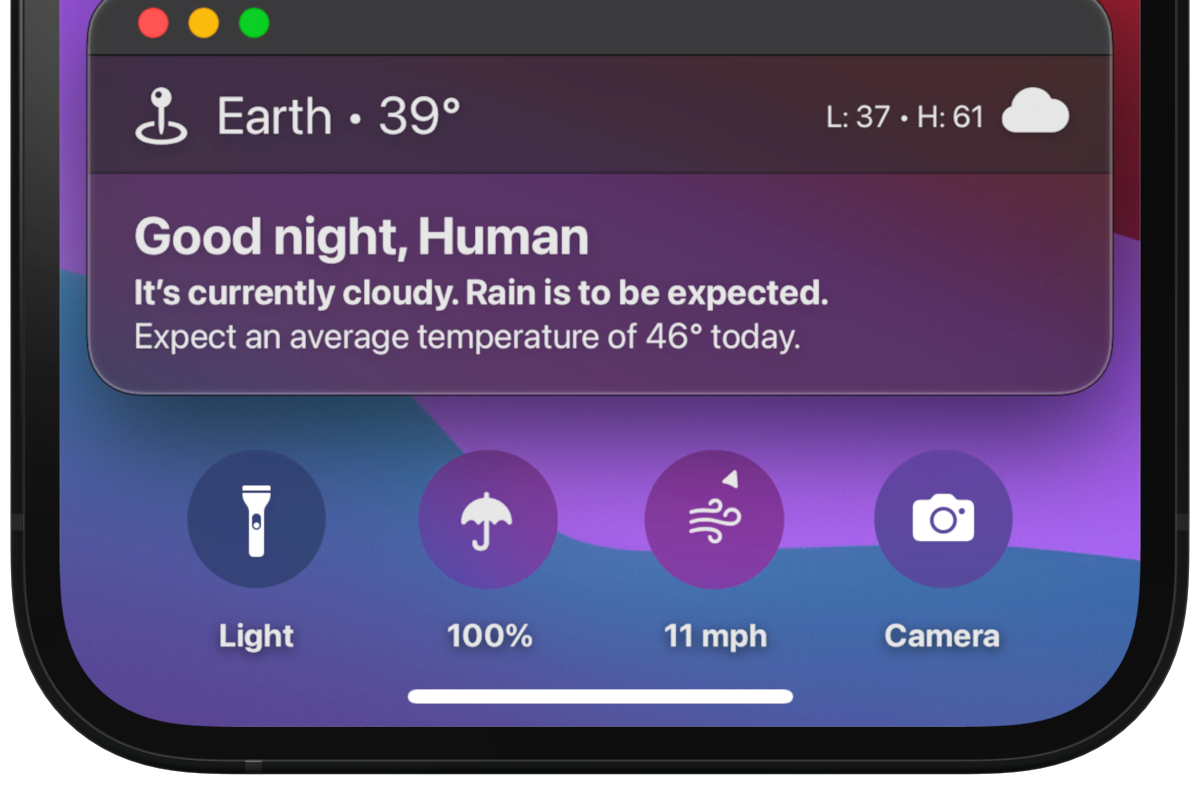 Earth • 39°
L: 37 • H: 61
Good night, Human
It’s currently cloudy. Rain is to be expected.
Expect an average temperature of 46° today.
Light
100%
11 mph
Camera